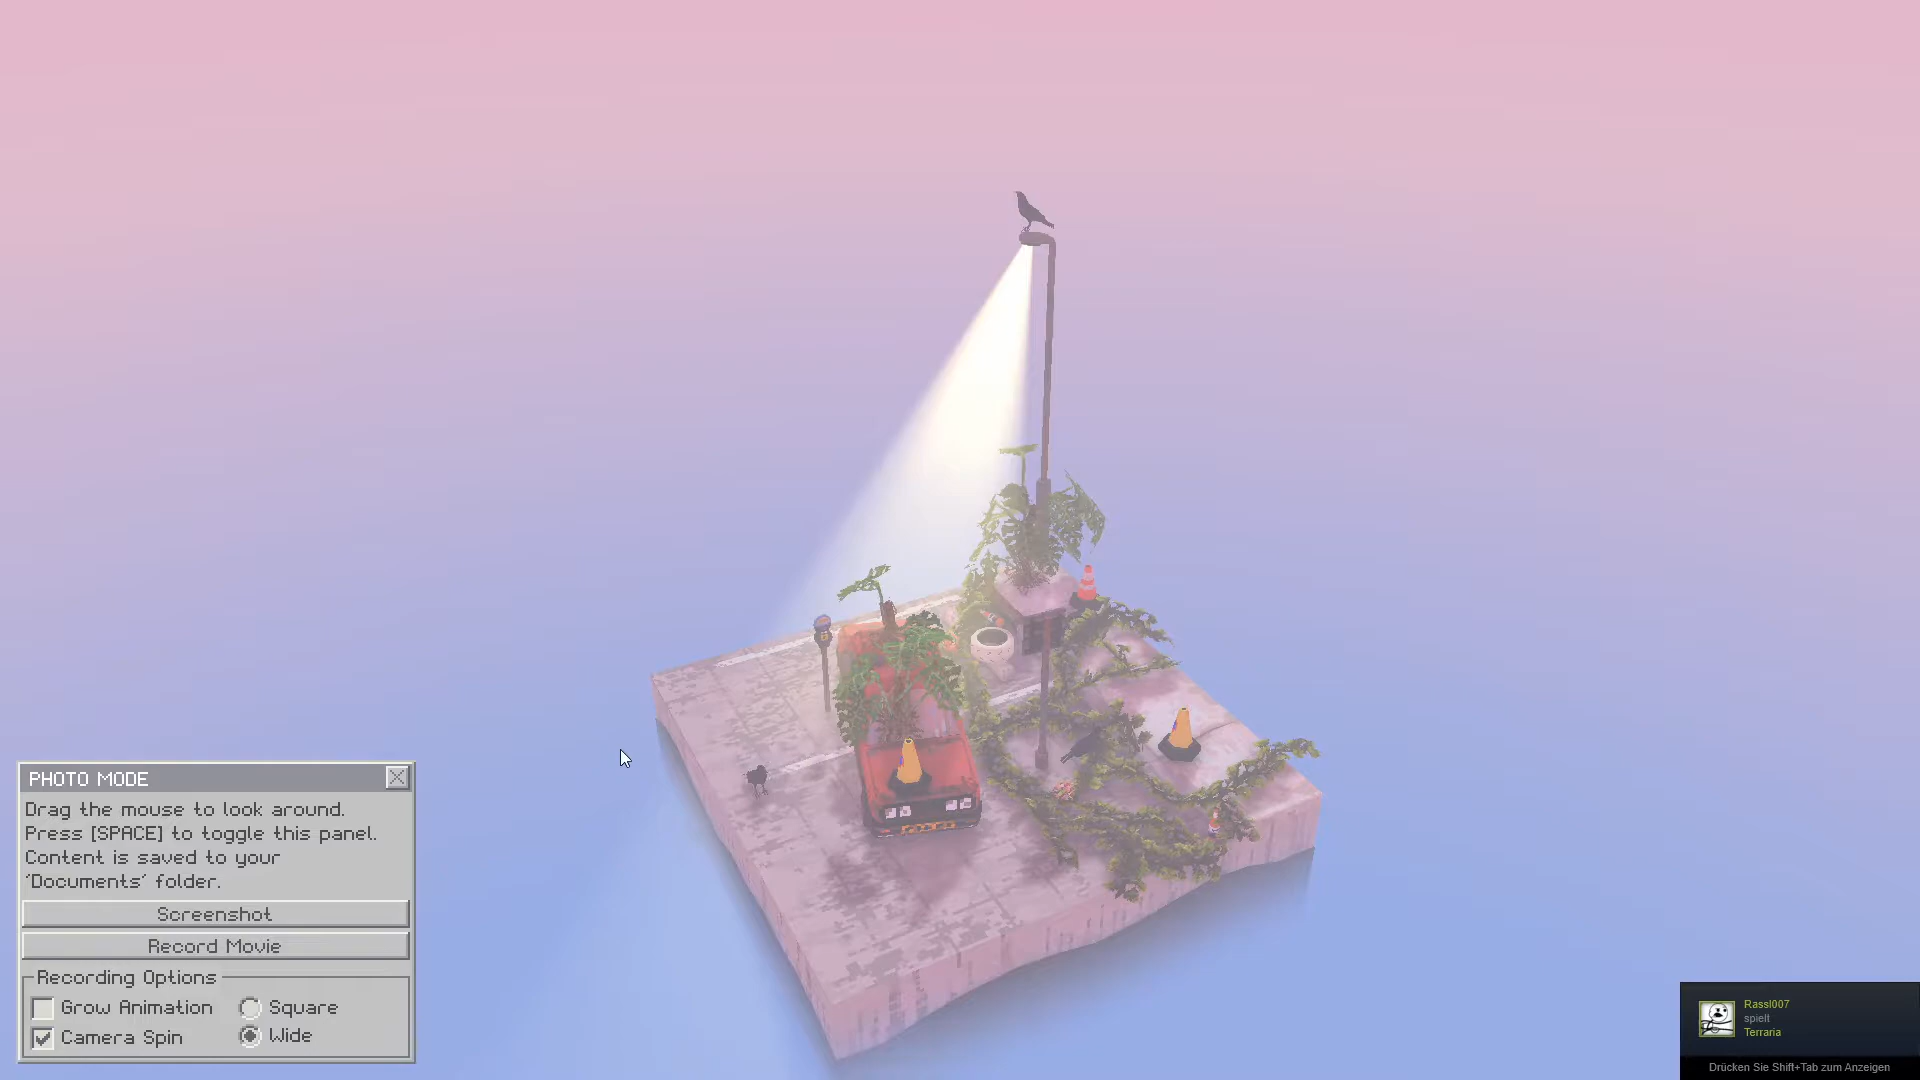 PHOTO MODE
Drag the mouse to look around.
Press [SPACE] to toggle this panel.
Content is saved to your
'Documents' folder.
Screenshot
Record Movie
Recording Options
Grow Animation
Square
Camera Spin
Wide
Rassl007
spielt
Terraria
Drücken Sie Shift+Tab zum Anzeigen